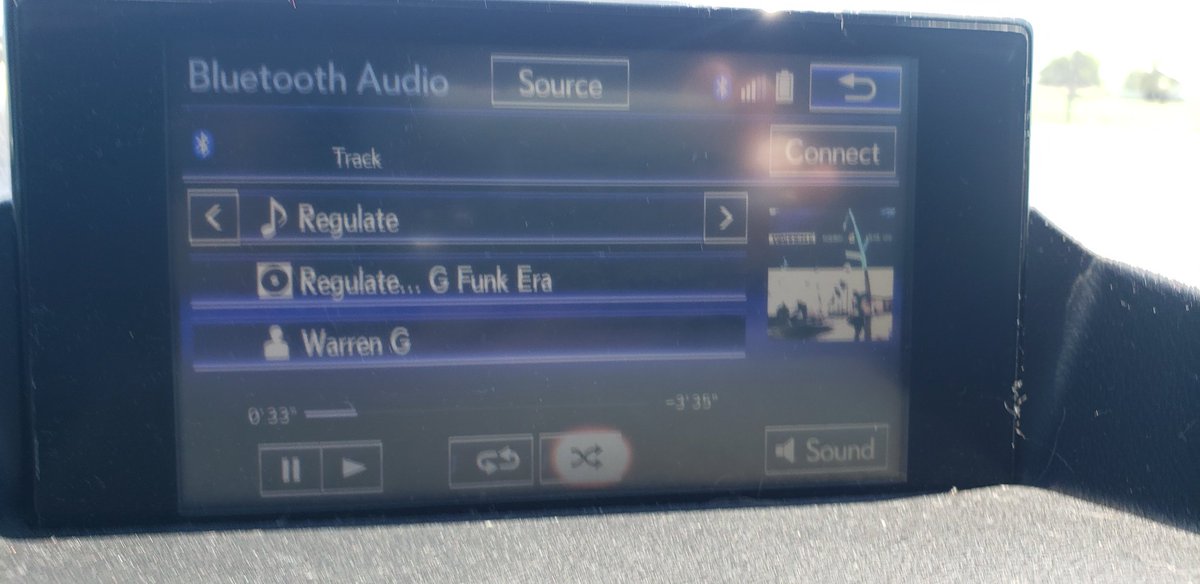 Bluetooth Audio Source
Track Connect
Regulate
Regulate... G Funk Era
Warren G
0'33" -3'35"
Sound